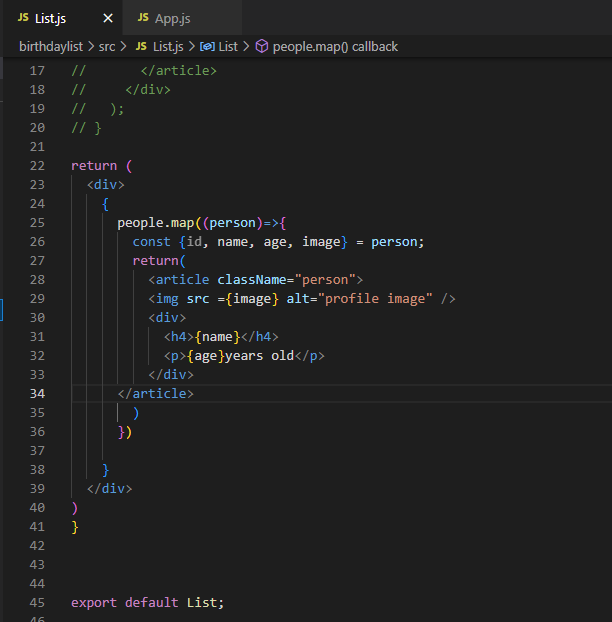 JS List.js × JS App.js
birthdaylist > src > JS List.js > List > people.map() callback
17 //       </article>
18 //     </div>
19 //   );
20 // }
21
22 return (
23   <div>
24     {
25       people.map((person)=>{
26         const {id, name, age, image} = person;
27         return(
28           <article className="person">
29           <img src ={image} alt="profile image" />
30           <div>
31             <h4>{name}</h4>
32             <p>{age}years old</p>
33           </div>
34       </article>
35         )
36       })
37
38     }
39   </div>
40 )
41 }
42
43
44
45 export default List;
46